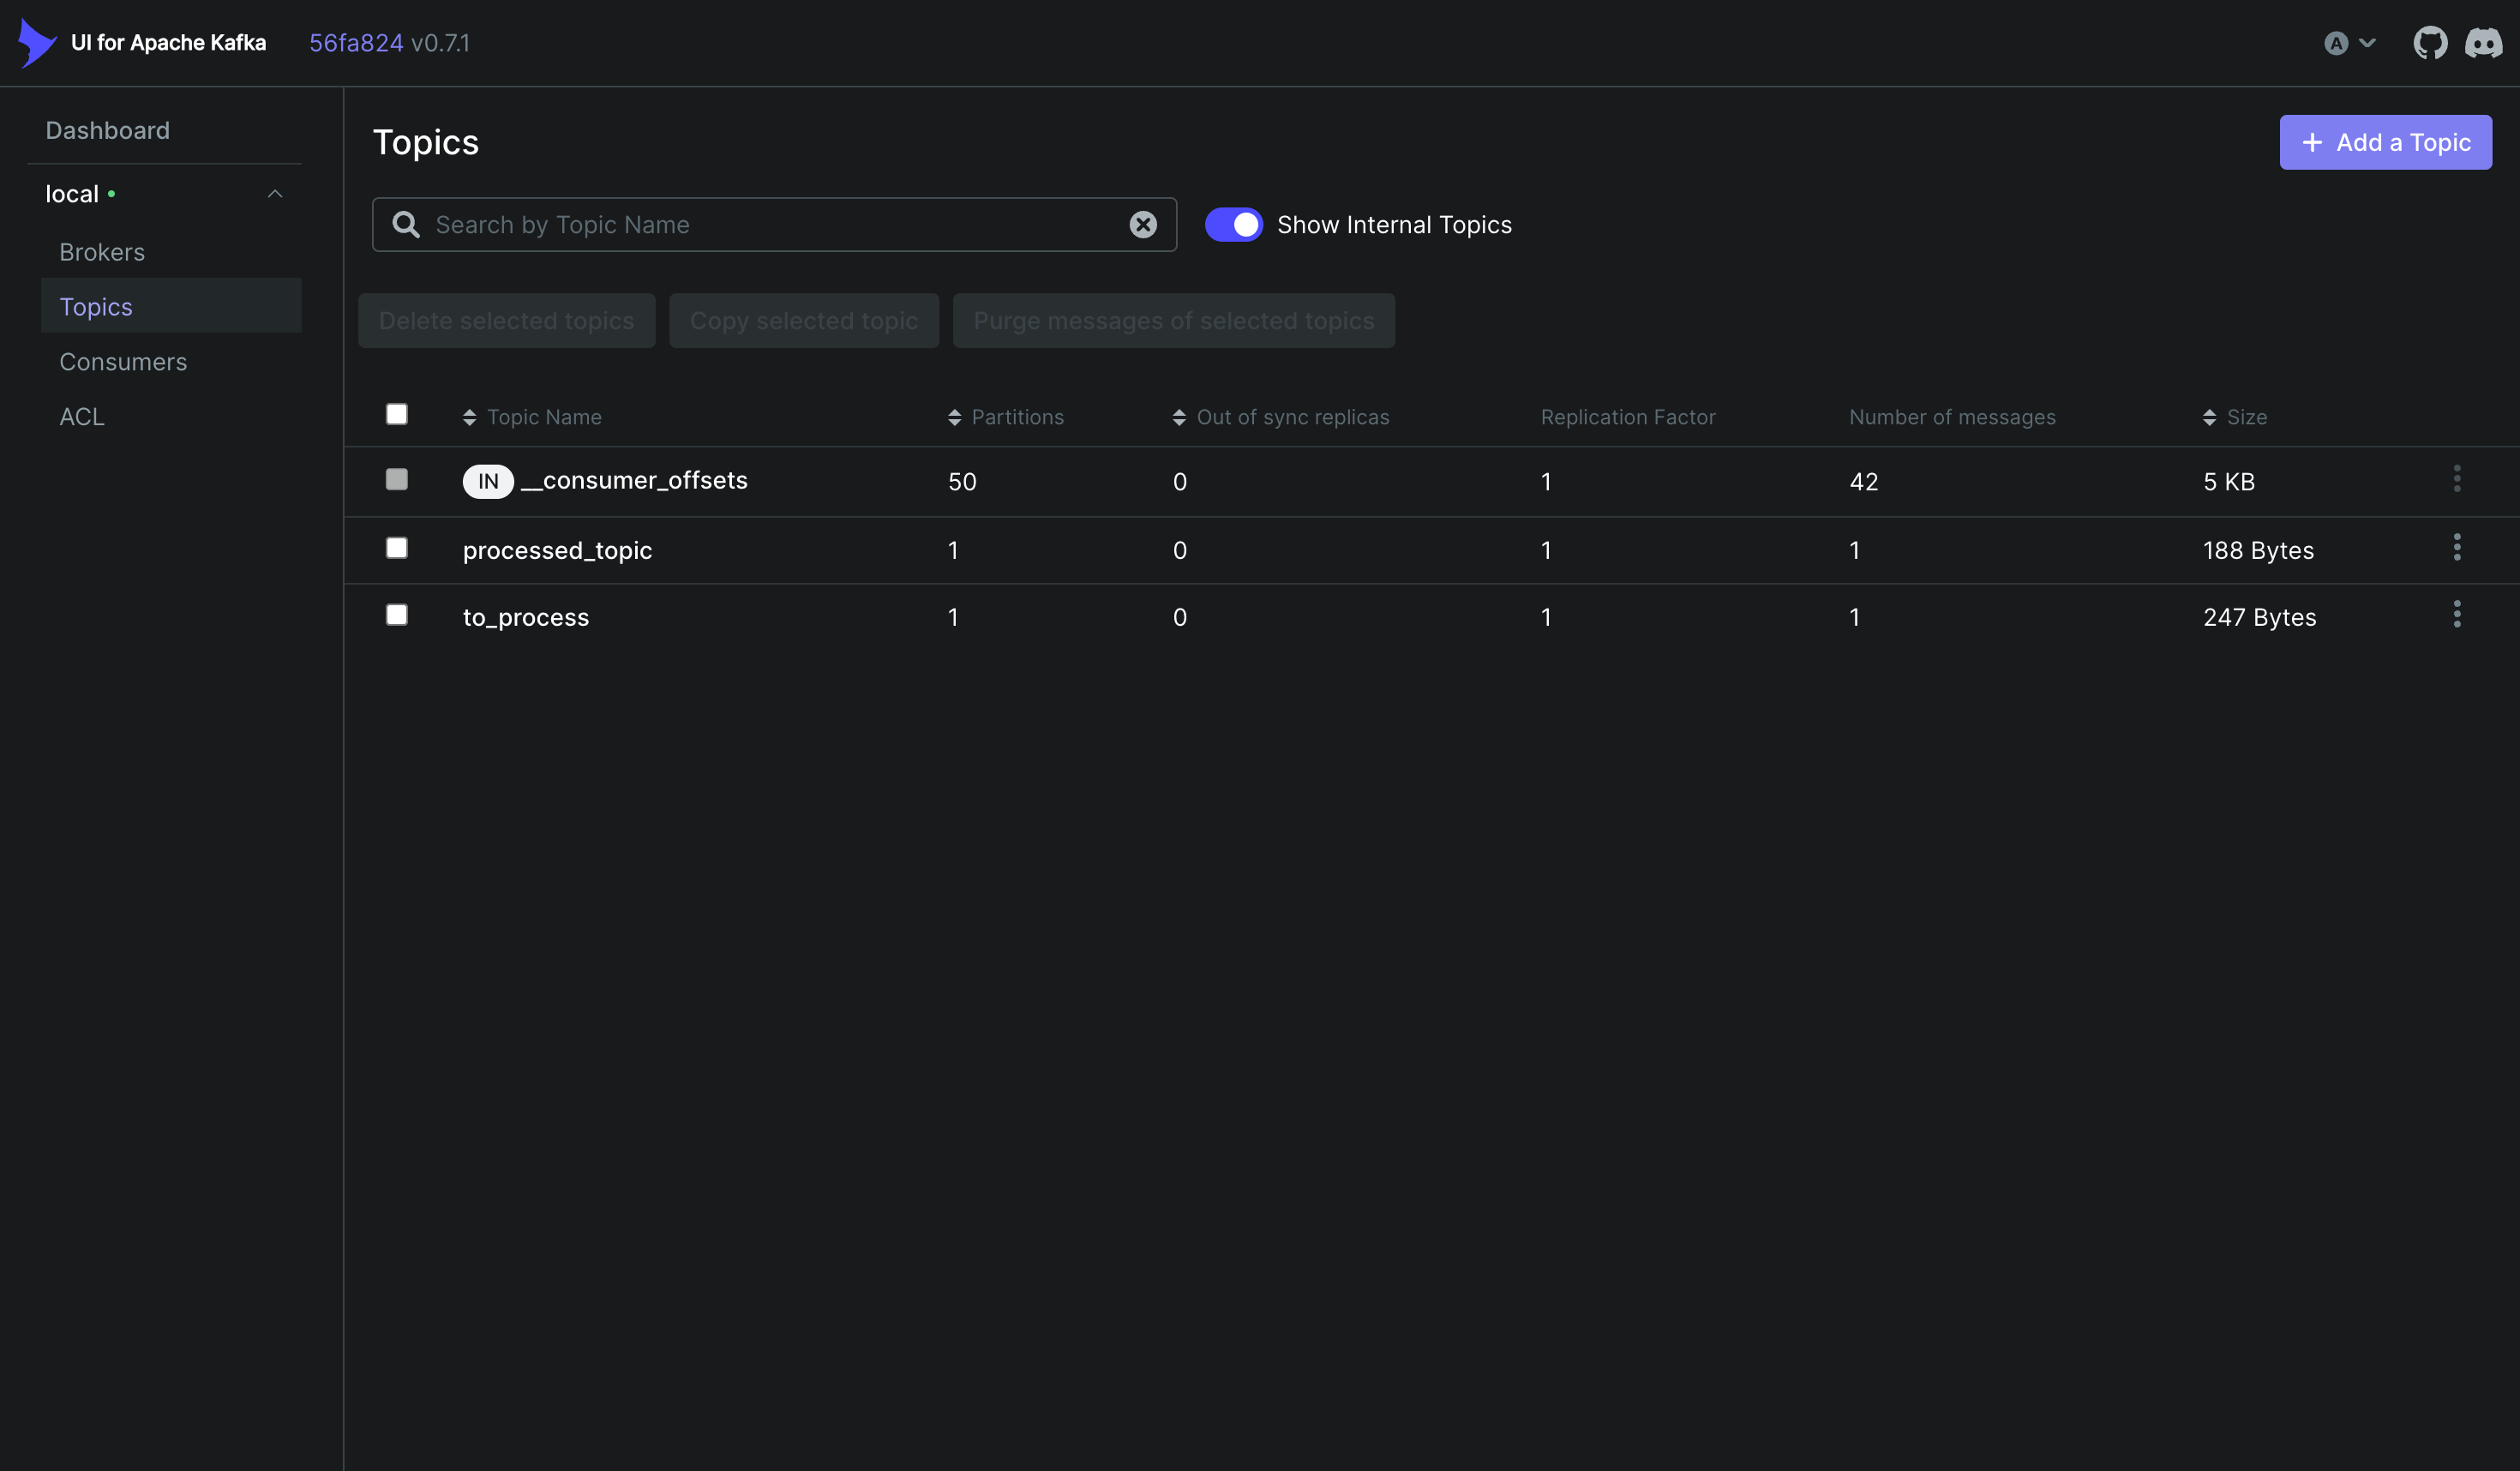 UI for Apache Kafka 56fa824 v0.7.1 A
Dashboard
local
Brokers
Topics
Consumers
ACL
Topics
Add a Topic
Search by Topic Name
Show Internal Topics
Delete selected topics Copy selected topic Purge messages of selected topics
Topic Name Partitions Out of sync replicas Replication Factor Number of messages Size
IN __consumer_offsets 50 0 1 42 5 KB
processed_topic 1 0 1 1 188 Bytes
to_process 1 0 1 1 247 Bytes